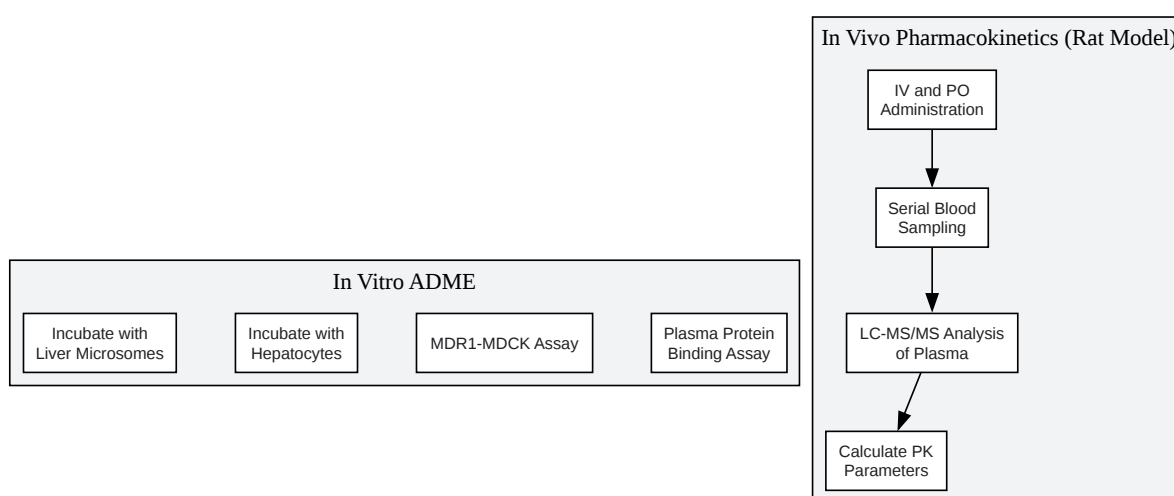 In Vitro ADME
Incubate with
Liver Microsomes
Incubate with
Hepatocytes
MDR1-MDCK Assay
Plasma Protein
Binding Assay
In Vivo Pharmacokinetics (Rat Model)
IV and PO
Administration
Serial Blood
Sampling
LC-MS/MS Analysis
of Plasma
Calculate PK
Parameters